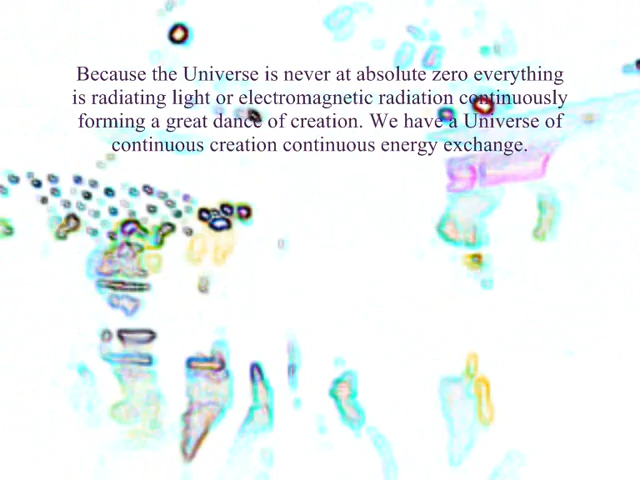 Because the Universe is never at absolute zero everything
is radiating light or electromagnetic radiation continuously
forming a great dance of creation. We have a Universe of
continuous creation continuous energy exchange.